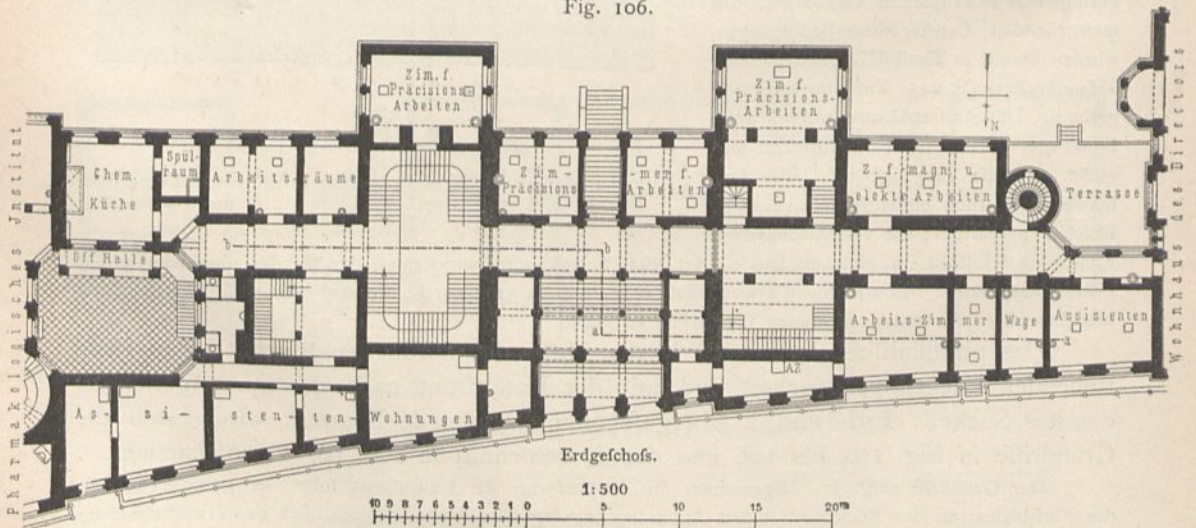 Fig. 106.
Pharmakologisches Institut
Zim. f.
Präcisions-
Arbeiten
Zim. f.
Präcisions-
Arbeiten
N
Chem.
Küche
Spül-
raum
Arbeits-räume
Zim-
Präcisions
-mer f.
Arbeiten
Z. f. magn. u.
elektr. Arbeiten
Terrasse
Wohnhaus des Directors
Off. Halle
b
b
a
Arbeits-Zim-mer
Wage
Assistenten
AZ
As-
si-
sten-
ten-
Wohnungen
Erdgeſchoſs.
1:500
10 9 8 7 6 5 4 3 2 1 0 5 10 15 20m